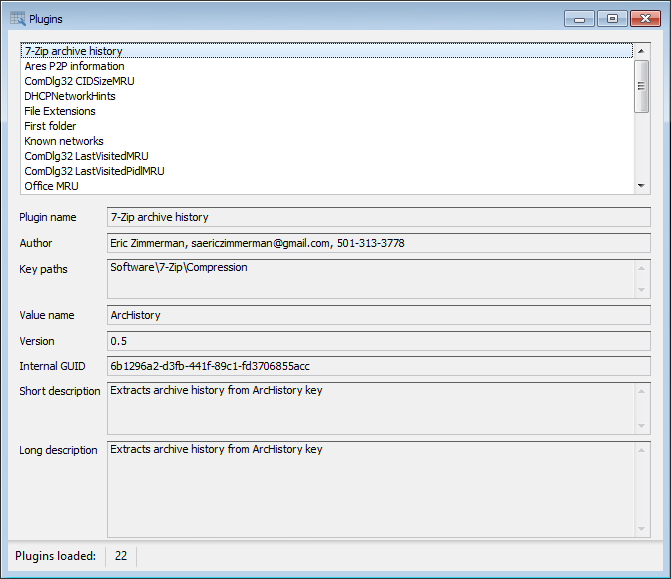 Plugins
7-Zip archive history
Ares P2P information
ComDlg32 CIDSizeMRU
DHCPNetworkHints
File Extensions
First folder
Known networks
ComDlg32 LastVisitedMRU
ComDlg32 LastVisitedPidlMRU
Office MRU
Plugin name 7-Zip archive history
Author Eric Zimmerman, saericzimmerman@gmail.com, 501-313-3778
Key paths Software\7-Zip\Compression
Value name ArcHistory
Version 0.5
Internal GUID 6b1296a2-d3fb-441f-89c1-fd3706855acc
Short description Extracts archive history from ArcHistory key
Long description Extracts archive history from ArcHistory key
Plugins loaded: 22